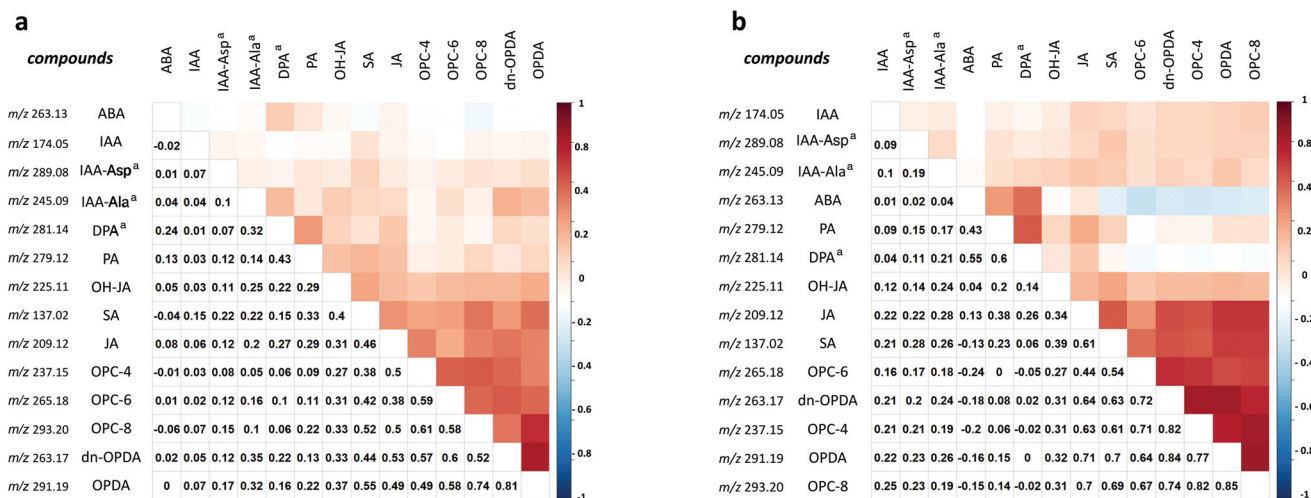 a
compounds ABA IAA IAA-Asp a IAA-Ala a DPA a PA OH-JA SA JA OPC-4 OPC-6 OPC-8 dn-OPDA OPDA
m/z 263.13 ABA
m/z 174.05 IAA -0.02
m/z 289.08 IAA-Asp a 0.01 0.07
m/z 245.09 IAA-Ala a 0.04 0.04 0.1
m/z 281.14 DPA a 0.24 0.01 0.07 0.32
m/z 279.12 PA 0.13 0.03 0.12 0.14 0.43
m/z 225.11 OH-JA 0.05 0.03 0.11 0.25 0.22 0.29
m/z 137.02 SA -0.04 0.15 0.22 0.22 0.15 0.33 0.4
m/z 209.12 JA 0.08 0.06 0.12 0.2 0.27 0.29 0.31 0.46
m/z 237.15 OPC-4 -0.01 0.03 0.08 0.05 0.06 0.09 0.27 0.38 0.5
m/z 265.18 OPC-6 0.01 0.02 0.12 0.16 0.1 0.11 0.31 0.42 0.38 0.59
m/z 293.20 OPC-8 -0.06 0.07 0.15 0.1 0.06 0.22 0.33 0.52 0.5 0.61 0.58
m/z 263.17 dn-OPDA 0.02 0.05 0.12 0.35 0.22 0.13 0.33 0.44 0.53 0.57 0.6 0.52
m/z 291.19 OPDA 0 0.07 0.17 0.32 0.16 0.22 0.37 0.55 0.49 0.49 0.58 0.74 0.81
1
0.8
0.6
0.4
0.2
0
- 0.2
- 0.4
- 0.6
- 0.8
-1
b
compounds IAA IAA-Asp a IAA-Ala a ABA PA DPA a OH-JA JA SA OPC-6 dn-OPDA OPC-4 OPDA OPC-8
m/z 174.05 IAA
m/z 289.08 IAA-Asp a 0.09
m/z 245.09 IAA-Ala a 0.1 0.19
m/z 263.13 ABA 0.01 0.02 0.04
m/z 279.12 PA 0.09 0.15 0.17 0.43
m/z 281.14 DPA a 0.04 0.11 0.21 0.55 0.6
m/z 225.11 OH-JA 0.12 0.14 0.24 0.04 0.2 0.14
m/z 209.12 JA 0.22 0.22 0.28 0.13 0.38 0.26 0.34
m/z 137.02 SA 0.21 0.28 0.26 -0.13 0.23 0.06 0.39 0.61
m/z 265.18 OPC-6 0.16 0.17 0.18 -0.24 0 -0.05 0.27 0.44 0.54
m/z 263.17 dn-OPDA 0.21 0.2 0.24 -0.18 0.08 0.02 0.31 0.64 0.63 0.72
m/z 237.15 OPC-4 0.21 0.21 0.19 -0.2 0.06 -0.02 0.31 0.63 0.61 0.71 0.82
m/z 291.19 OPDA 0.22 0.23 0.26 -0.16 0.15 0 0.32 0.71 0.7 0.64 0.84 0.77
m/z 293.20 OPC-8 0.25 0.23 0.19 -0.15 0.14 -0.02 0.31 0.7 0.69 0.67 0.74 0.82 0.85
1
0.8
0.6
0.4
0.2
0
- 0.2
- 0.4
- 0.6
- 0.8
-1